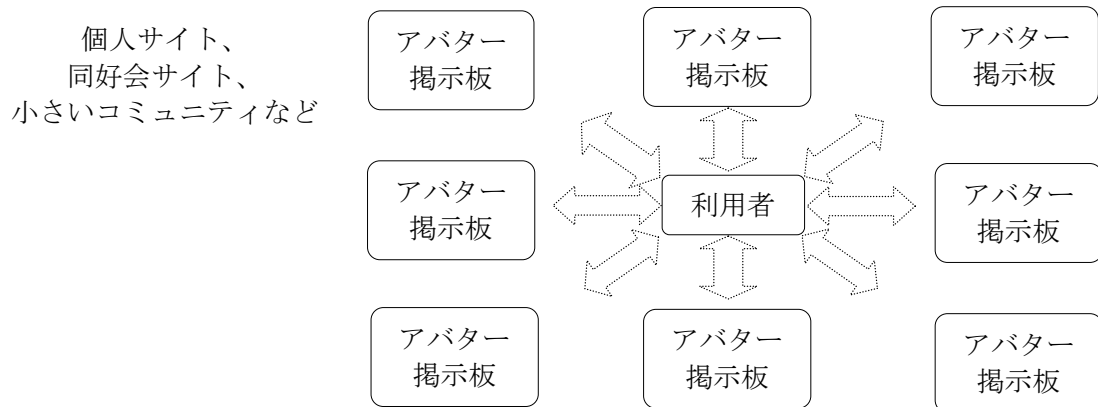 個人サイト、
同好会サイト、
小さいコミュニティなど
アバター
掲示板
アバター
掲示板
アバター
掲示板
アバター
掲示板
利用者
アバター
掲示板
アバター
掲示板
アバター
掲示板
アバター
掲示板